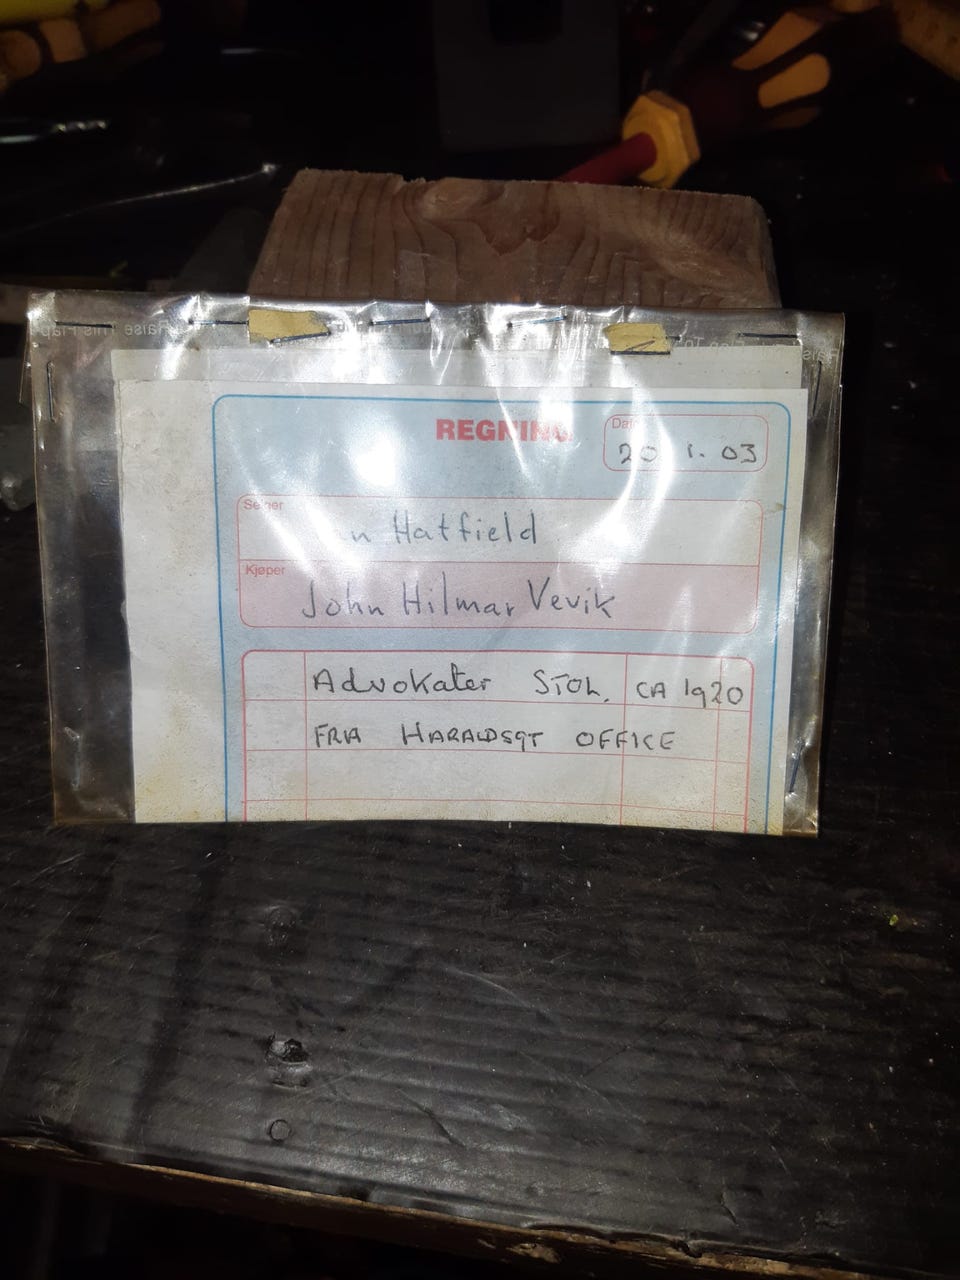 REGNING
Dato
20 1. 03
Selger
n Hatfield
Kjøper
John Hilmar Vevik
Advokater STOL. CA 1920
FRA HARALDSGT OFFICE